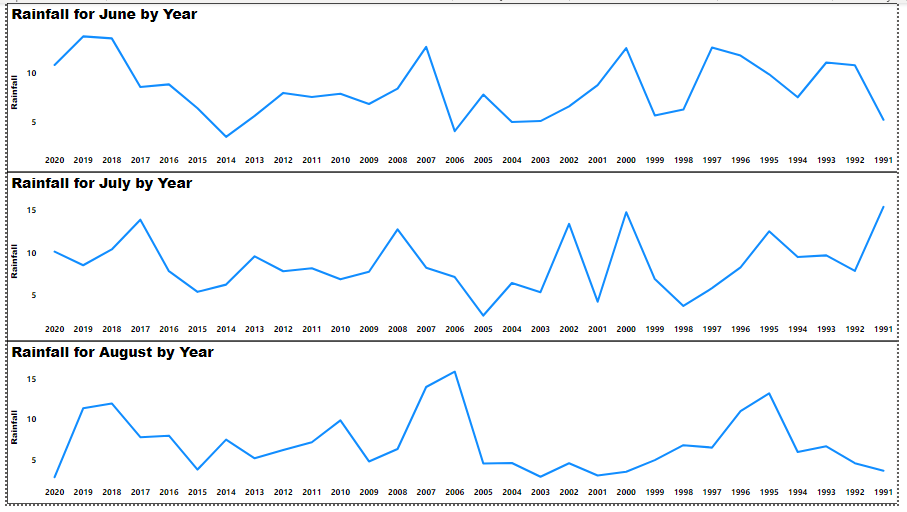 Rainfall for June by Year
10
Rainfall
5
2020 2019 2018 2017 2016 2015 2014 2013 2012 2011 2010 2009 2008 2007 2006 2005 2004 2003 2002 2001 2000 1999 1998 1997 1996 1995 1994 1993 1992 1991
Rainfall for July by Year
15
10
Rainfall
5
2020 2019 2018 2017 2016 2015 2014 2013 2012 2011 2010 2009 2008 2007 2006 2005 2004 2003 2002 2001 2000 1999 1998 1997 1996 1995 1994 1993 1992 1991
Rainfall for August by Year
15
10
Rainfall
5
2020 2019 2018 2017 2016 2015 2014 2013 2012 2011 2010 2009 2008 2007 2006 2005 2004 2003 2002 2001 2000 1999 1998 1997 1996 1995 1994 1993 1992 1991